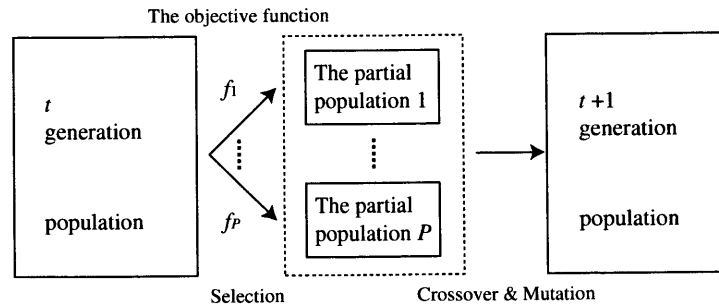 The objective function
t
generation
population
f1
fP
The partial
population 1
The partial
population P
t +1
generation
population
Selection
Crossover & Mutation